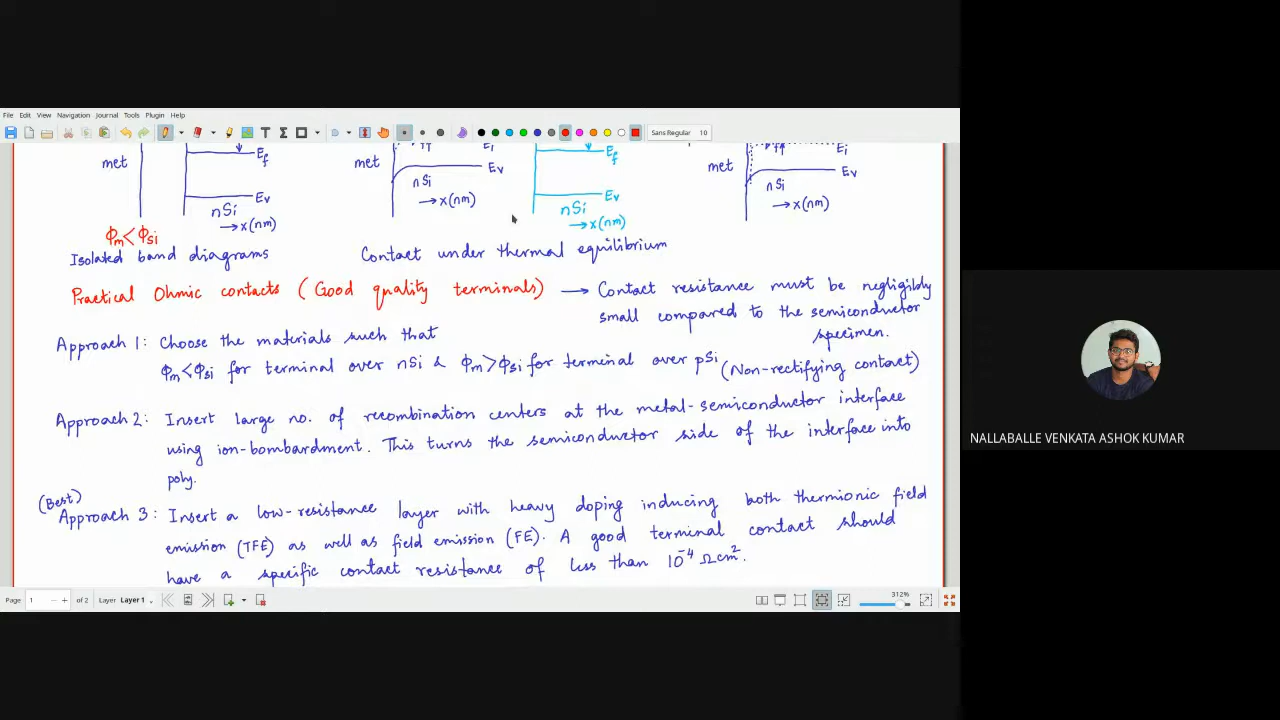 File Edit View Navigation Journal Tools Plugin Help
Sans Regular 10
met Ef Ev nSi →x(nm)
met Ei Ev nSi →x(nm)
Ef Ev nSi →x(nm)
met Ei Ev nSi →x(nm)
Φm<Φsi
Isolated band diagrams
Contact under thermal equilibrium
Practical Ohmic contacts (Good quality terminals) → Contact resistance must be negligibly
small compared to the semiconductor
specimen.
Approach 1: Choose the materials such that
Φm<Φsi for terminal over nSi & Φm>Φsi for terminal over pSi (Non-rectifying contact)
Approach 2: Insert large no. of recombination centers at the metal-semiconductor interface
using ion-bombardment. This turns the semiconductor side of the interface into
poly.
(Best)
Approach 3: Insert a low-resistance layer with heavy doping inducing both thermionic field
emission (TFE) as well as field emission (FE). A good terminal contact should
have a specific contact resistance of less than 10⁻⁴ Ωcm².
Page 1 of 2 Layer Layer 1 312%
NALLABALLE VENKATA ASHOK KUMAR